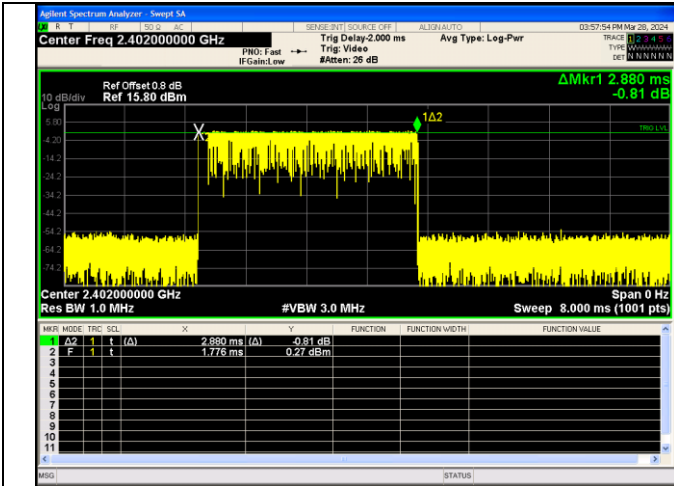 Agilent Spectrum Analyzer - Swept SA
R T RF 50 Ω AC SENSE:INT SOURCE OFF ALIGN AUTO 03:57:54 PM Mar 28, 2024
Center Freq 2.402000000 GHz
PNO: Fast
IFGain:Low
Trig Delay-2.000 ms
Trig: Video
#Atten: 26 dB
Avg Type: Log-Pwr
TRACE 1 2 3 4 5 6
TYPE W
DET N N N N N N
ΔMkr1 2.880 ms
-0.81 dB
Ref Offset 0.8 dB
10 dB/div Ref 15.80 dBm
Log
5.80
1Δ2
TRIG LVL
X
-4.20
-14.2
-24.2
-34.2
-44.2
-54.2
-64.2
-74.2
Center 2.402000000 GHz Span 0 Hz
Res BW 1.0 MHz #VBW 3.0 MHz Sweep 8.000 ms (1001 pts)
MKR MODE TRC SCL X Y FUNCTION FUNCTION WIDTH FUNCTION VALUE
1 Δ2 1 t (Δ) 2.880 ms (Δ) -0.81 dB
2 F 1 t 1.776 ms 0.27 dBm
3
4
5
6
7
8
9
10
11
MSG STATUS